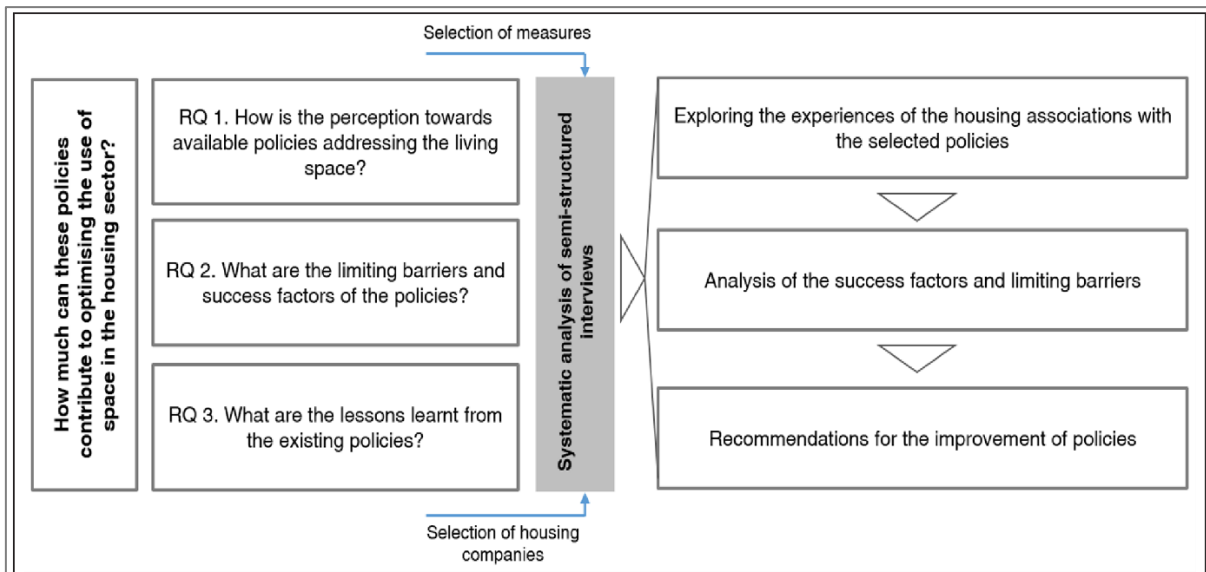 Selection of measures
How much can these policies
contribute to optimising the use of
space in the housing sector?
RQ 1. How is the perception towards
available policies addressing the living
space?
RQ 2. What are the limiting barriers and
success factors of the policies?
RQ 3. What are the lessons learnt from
the existing policies?
Systematic analysis of semi-structured
interviews
Exploring the experiences of the housing associations with
the selected policies
Analysis of the success factors and limiting barriers
Recommendations for the improvement of policies
Selection of housing
companies